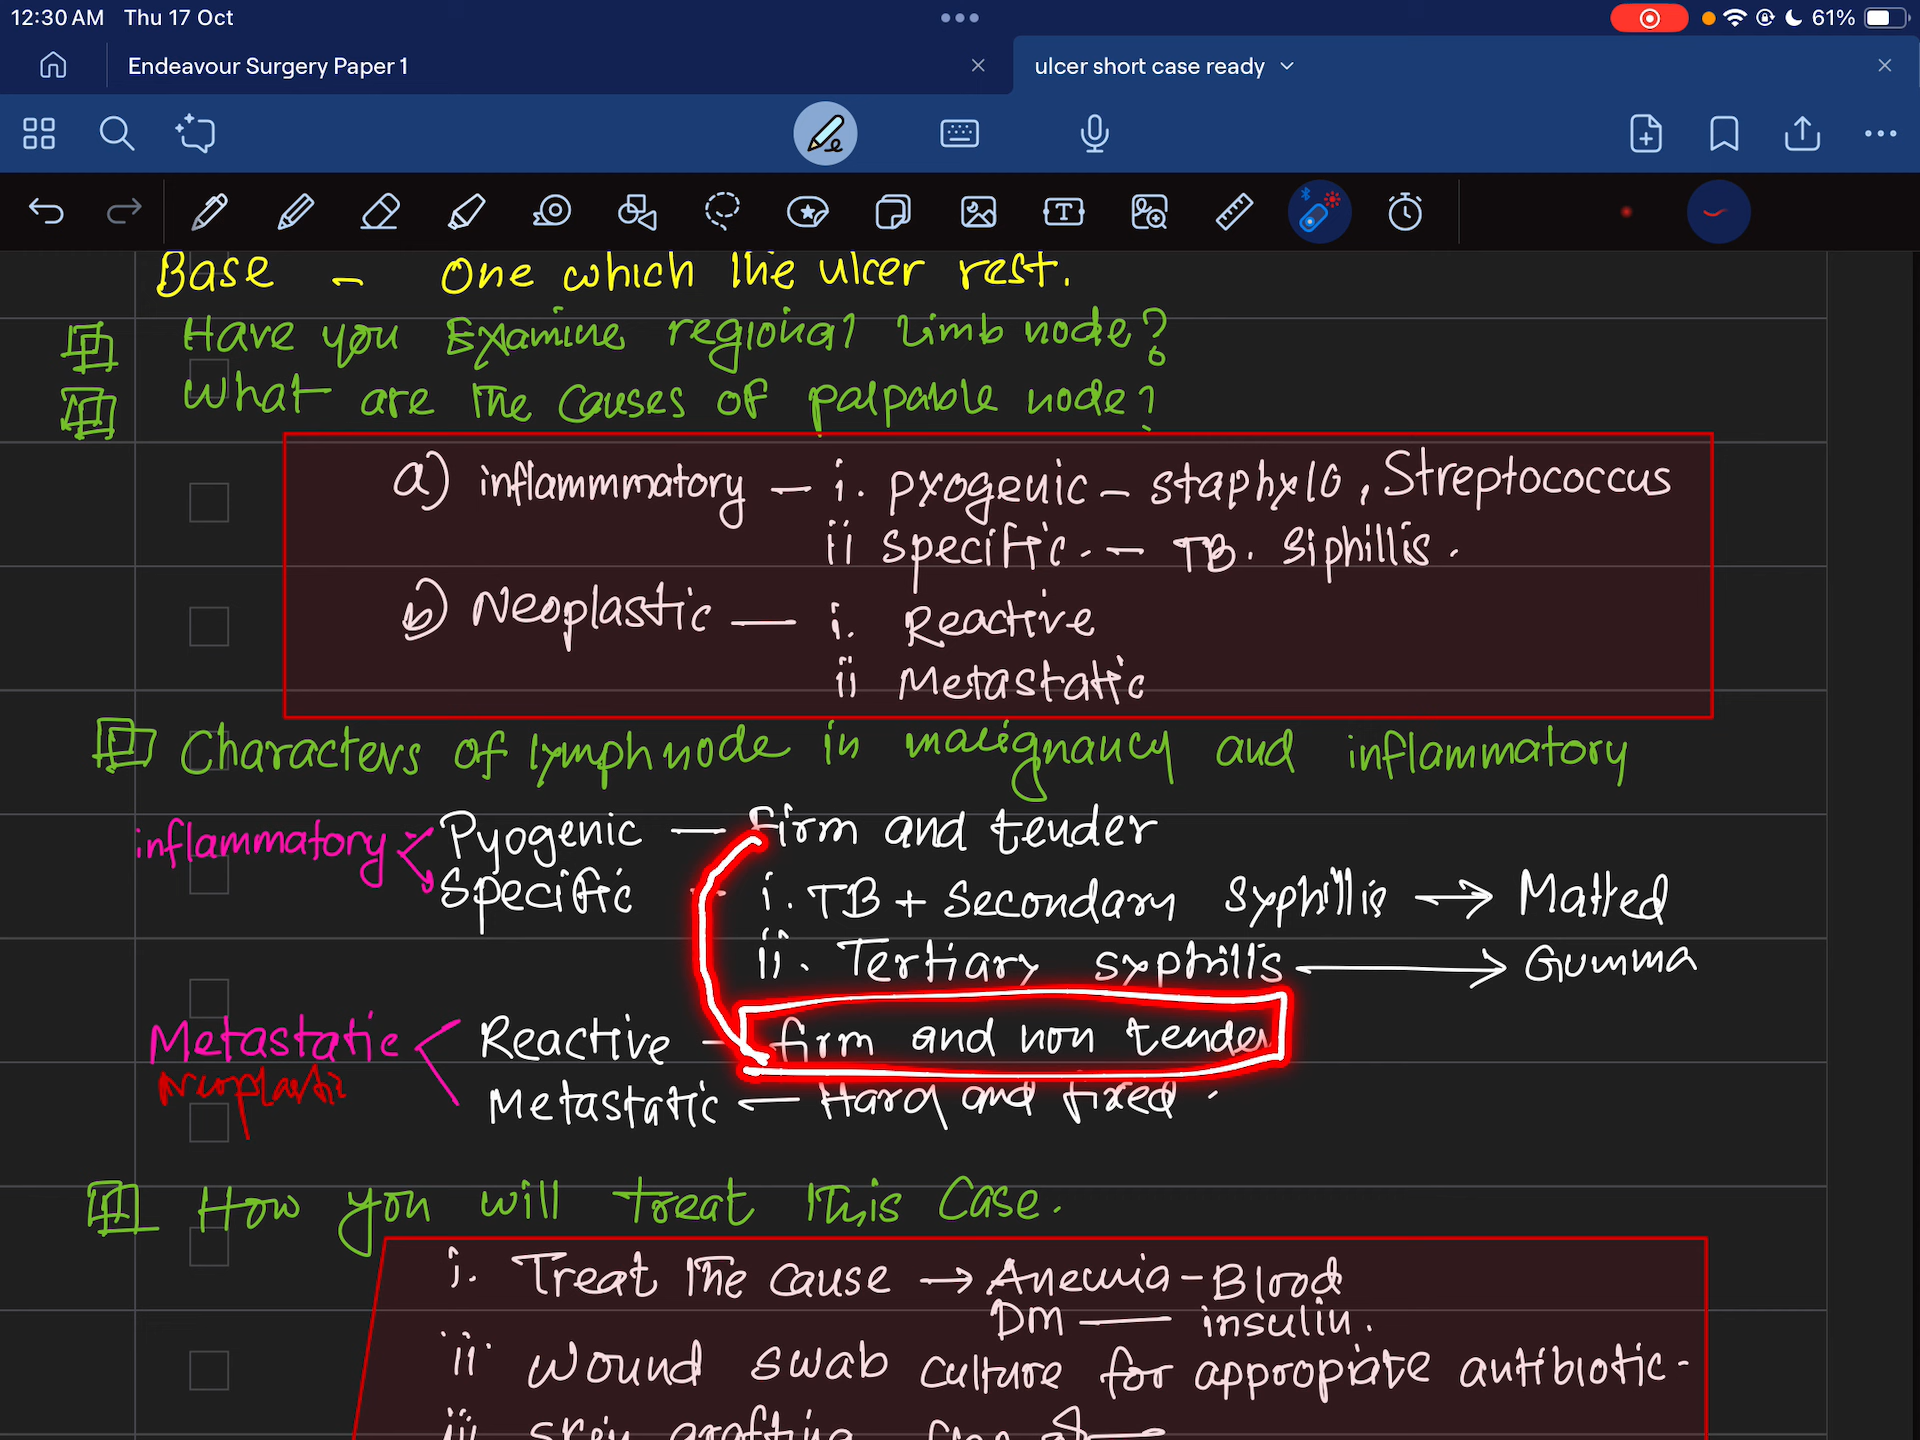 12:30 AM Thu 17 Oct
61%
Endeavour Surgery Paper 1
ulcer short case ready
Base - One which the ulcer rest.
Have you Examine regional limb node?
What are the causes of palpable node?
a) inflammmatory - i. pyogenic - staphylo, Streptococcus
ii specific. - TB. Siphillis.
b) Neoplastic - i. Reactive
ii Metastatic
Characters of lymphnode in malignancy and inflammatory
inflammatory Pyogenic - Firm and tender
Specific - i. TB + Secondary Syphillis → Matted
ii. Tertiary syphills → Gumma
Metastatic Reactive - firm and non tender
Neoplastic
Metastatic - Hard and fixed.
How you will treat this Case.
i. Treat the cause → Anemia - Blood
DM - insulin.
ii wound swab culture for appropiate antibiotic-
iii skin grafting